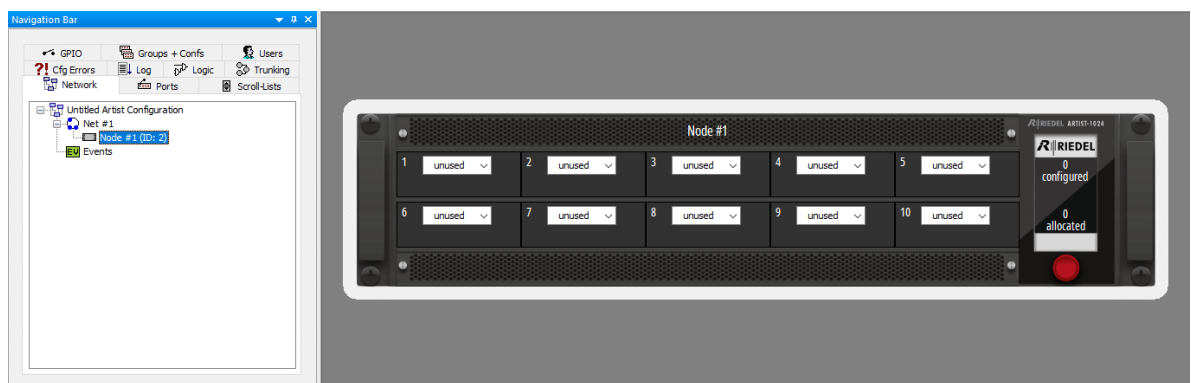 Navigation Bar
GPIO
Groups + Confs
Users
?! Cfg Errors
Log
Logic
Trunking
Network
Ports
Scroll-Lists
Untitled Artist Configuration
Net #1
Node #1 (ID: 2)
EV Events
Node #1
RIEDEL ARTIST-1024
1 unused
2 unused
3 unused
4 unused
5 unused
6 unused
7 unused
8 unused
9 unused
10 unused
RIEDEL
0
configured
0
allocated